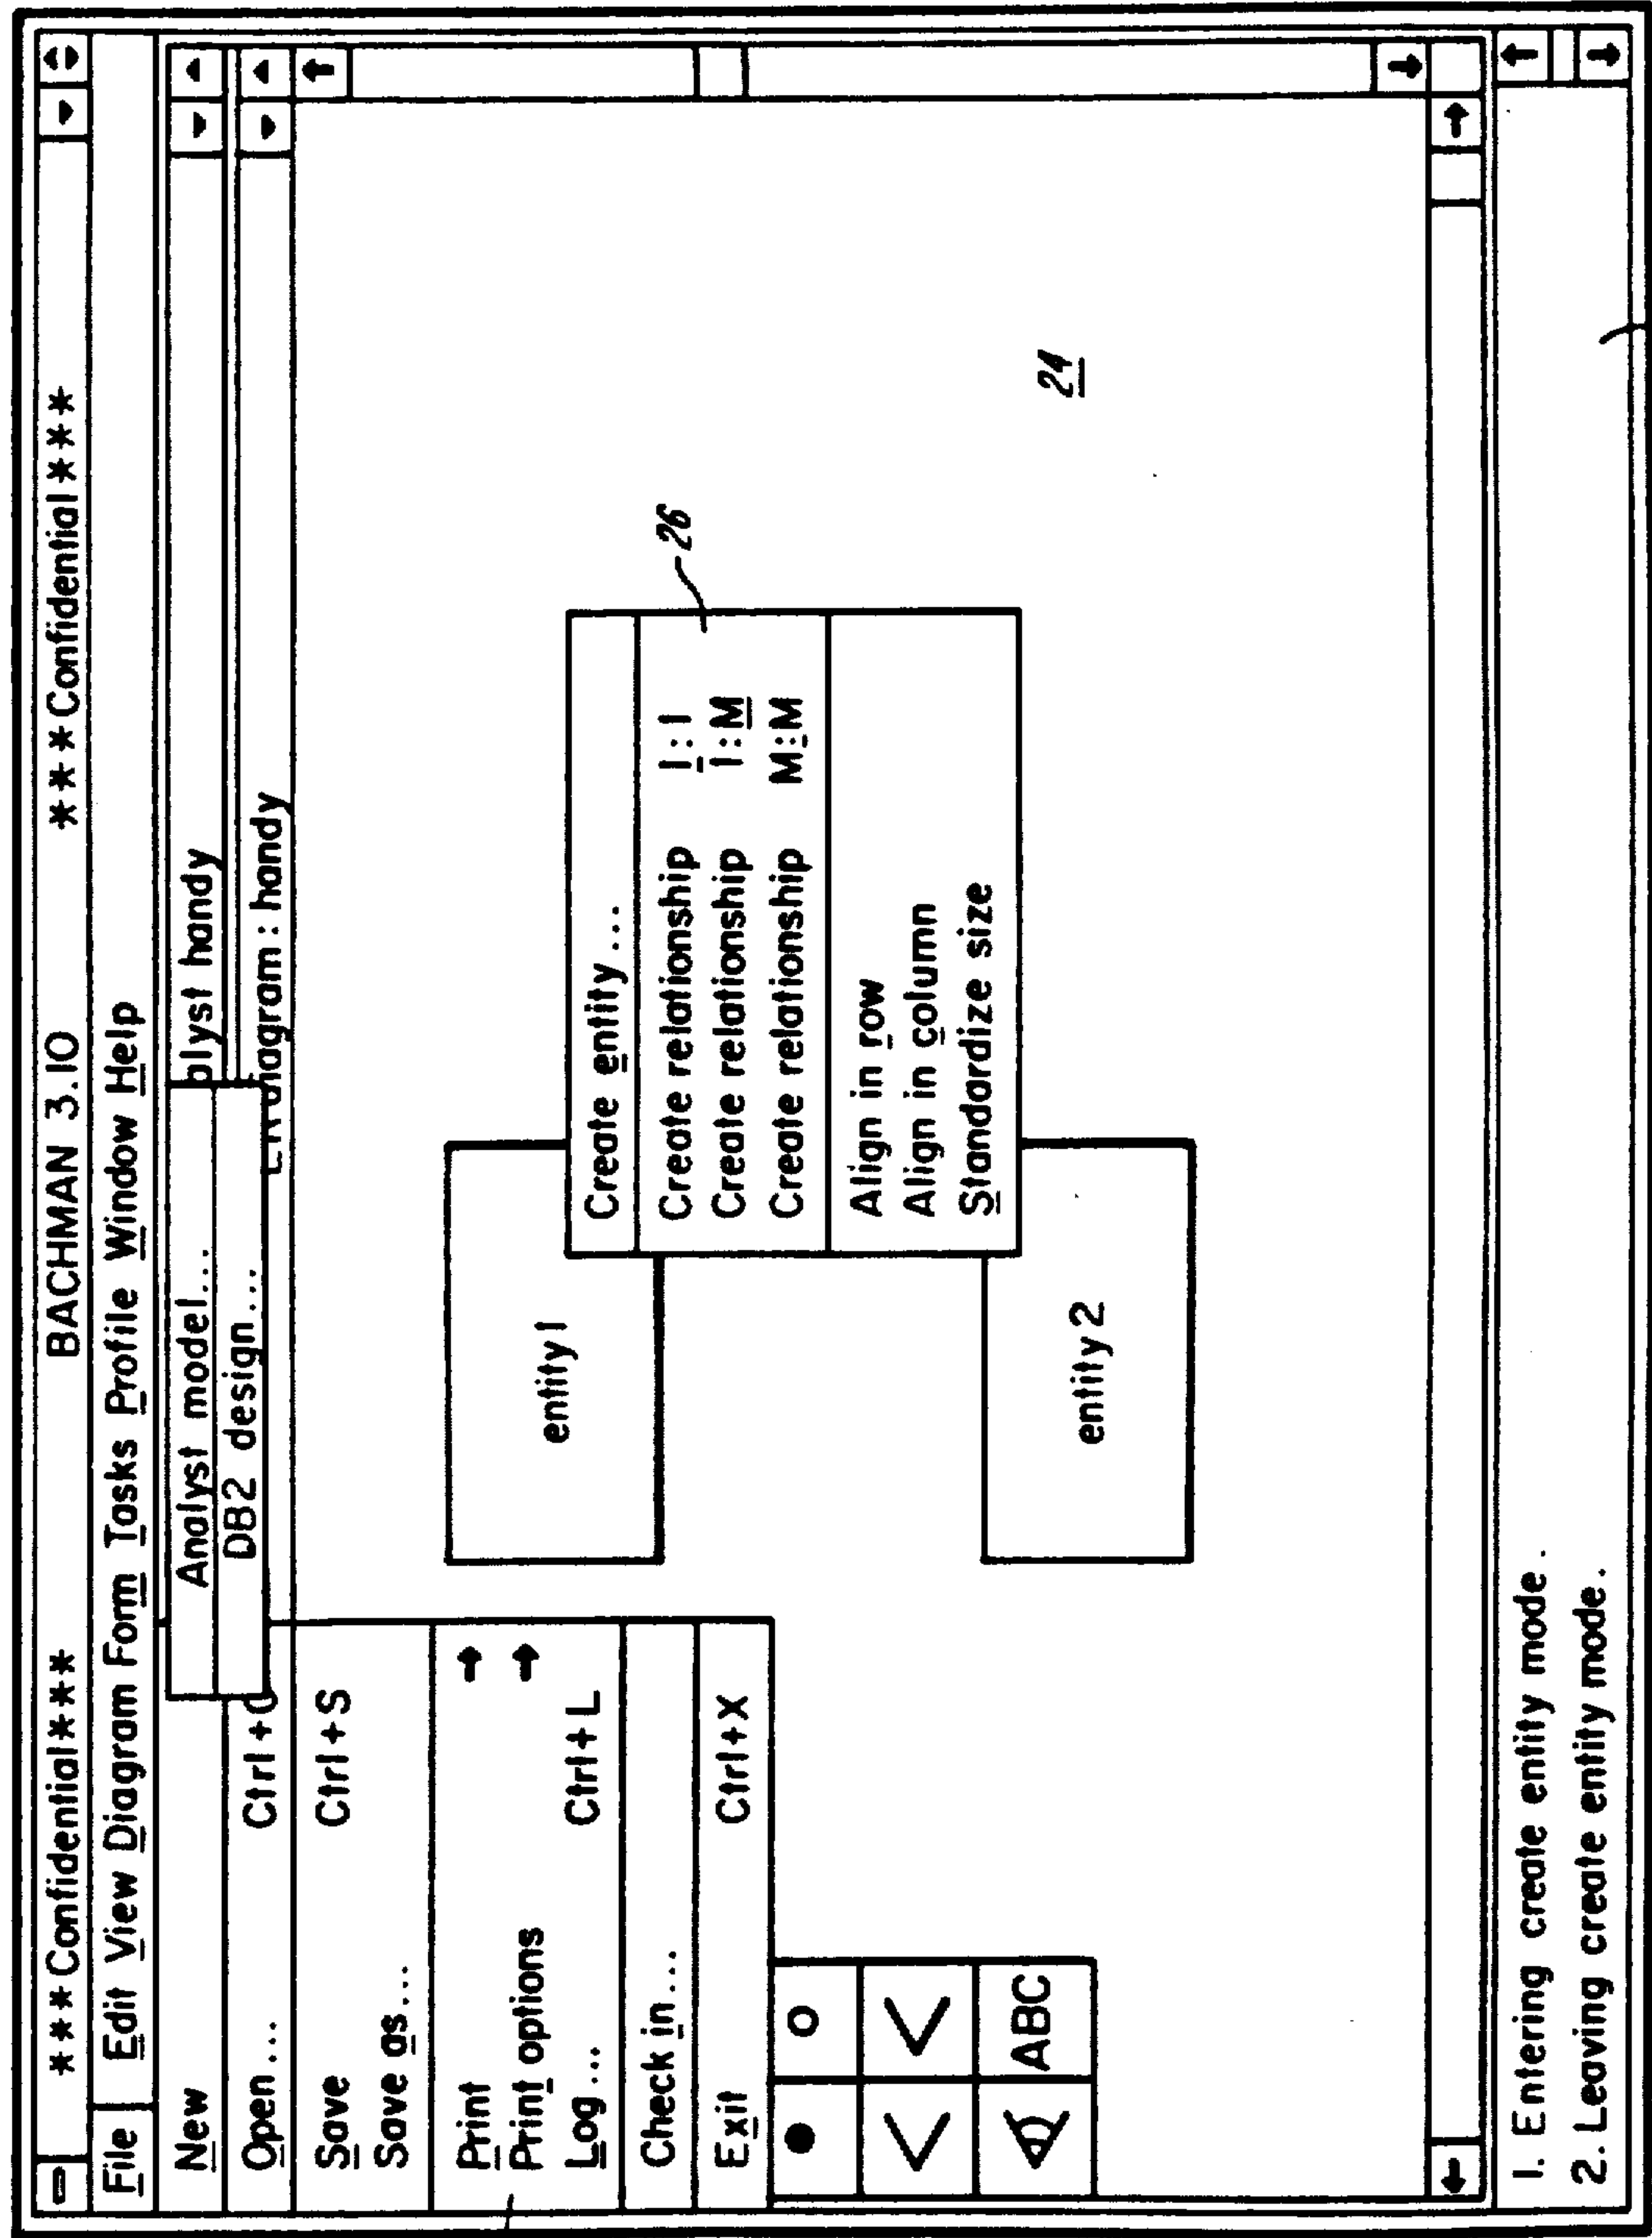 ***Confidential*** BACHMAN 3.10 ***Confidential***
File Edit View Diagram Form Tasks Profile Window Help
New
Analyst model...
alyst handy
Open... Ctrl+O
DB2 design...
ER diagram: handy
Save Ctrl+S
Save as...
Print
Print options
Log... Ctrl+L
Check in...
Exit Ctrl+X
ABC
entity1
Create entity...
Create relationship 1:1
Create relationship 1:M
Create relationship M:M
Align in row
Align in column
Standardize size
entity2
26
24
1. Entering create entity mode.
2. Leaving create entity mode.